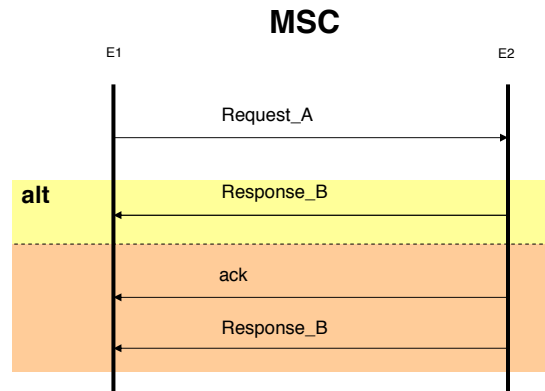 MSC
E1 E2
Request_A
alt Response_B
ack
Response_B